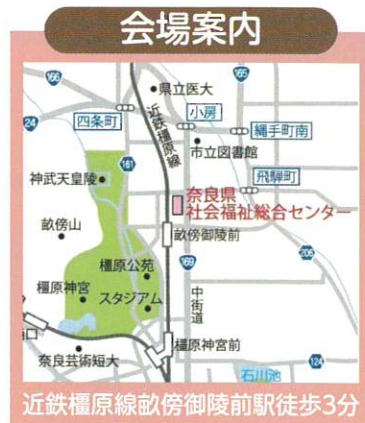 会場案内
166
165
県立医大
小房
四条町
24
近鉄橿原線
縄手町南
市立図書館
161
飛騨町
神武天皇陵
奈良県
社会福祉総合センター
畝傍山
畝傍御陵前
205
橿原公苑
169
橿原神宮
中街道
スタジアム
口
橿原神宮前
奈良芸術短大
124
石川池
近鉄橿原線畝傍御陵前駅徒歩3分